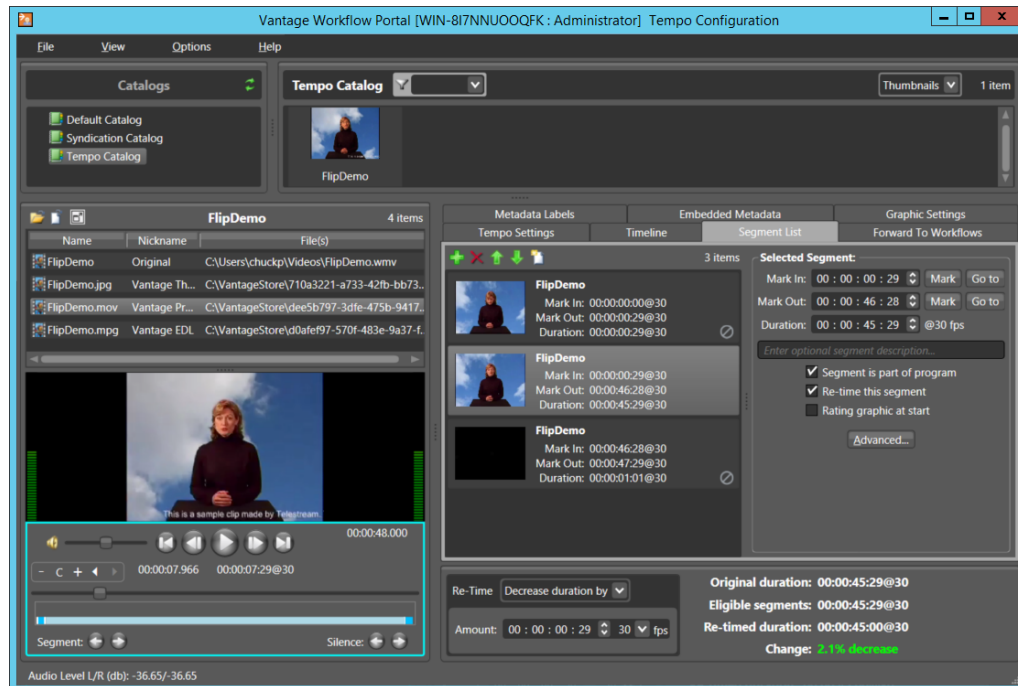 Vantage Workflow Portal [WIN-8I7NNUOOQFK : Administrator] Tempo Configuration
File View Options Help
Catalogs
Default Catalog
Syndication Catalog
Tempo Catalog
Tempo Catalog
Thumbnails 1 item
FlipDemo
FlipDemo 4 items
Name Nickname File(s)
FlipDemo Original C:\Users\chuckp\Videos\FlipDemo.wmv
FlipDemo.jpg Vantage Th... C:\VantageStore\710a3221-a733-42fb-bb73..
FlipDemo.mov Vantage Pr... C:\VantageStore\dee5b797-3dfe-475b-9417..
FlipDemo.mpg Vantage EDL C:\VantageStore\d0afef97-570f-483e-9a37-f..
This is a sample clip made by Telestream.
00:00:48.000
- C +
00:00:07.966 00:00:07:29@30
Segment: Silence:
Audio Level L/R (db): -36.65/-36.65
Metadata Labels Embedded Metadata Graphic Settings
Tempo Settings Timeline Segment List Forward To Workflows
3 items
FlipDemo
Mark In: 00:00:00:00@30
Mark Out: 00:00:00:29@30
Duration: 00:00:00:29@30
FlipDemo
Mark In: 00:00:00:29@30
Mark Out: 00:00:46:28@30
Duration: 00:00:45:29@30
FlipDemo
Mark In: 00:00:46:28@30
Mark Out: 00:00:47:29@30
Duration: 00:00:01:01@30
Selected Segment:
Mark In: 00 : 00 : 00 : 29 Mark Go to
Mark Out: 00 : 00 : 46 : 28 Mark Go to
Duration: 00 : 00 : 45 : 29 @30 fps
Enter optional segment description...
Segment is part of program
Re-time this segment
Rating graphic at start
Advanced...
Re-Time Decrease duration by
Amount: 00 : 00 : 00 : 29 30 fps
Original duration: 00:00:45:29@30
Eligible segments: 00:00:45:29@30
Re-timed duration: 00:00:45:00@30
Change: 2.1% decrease